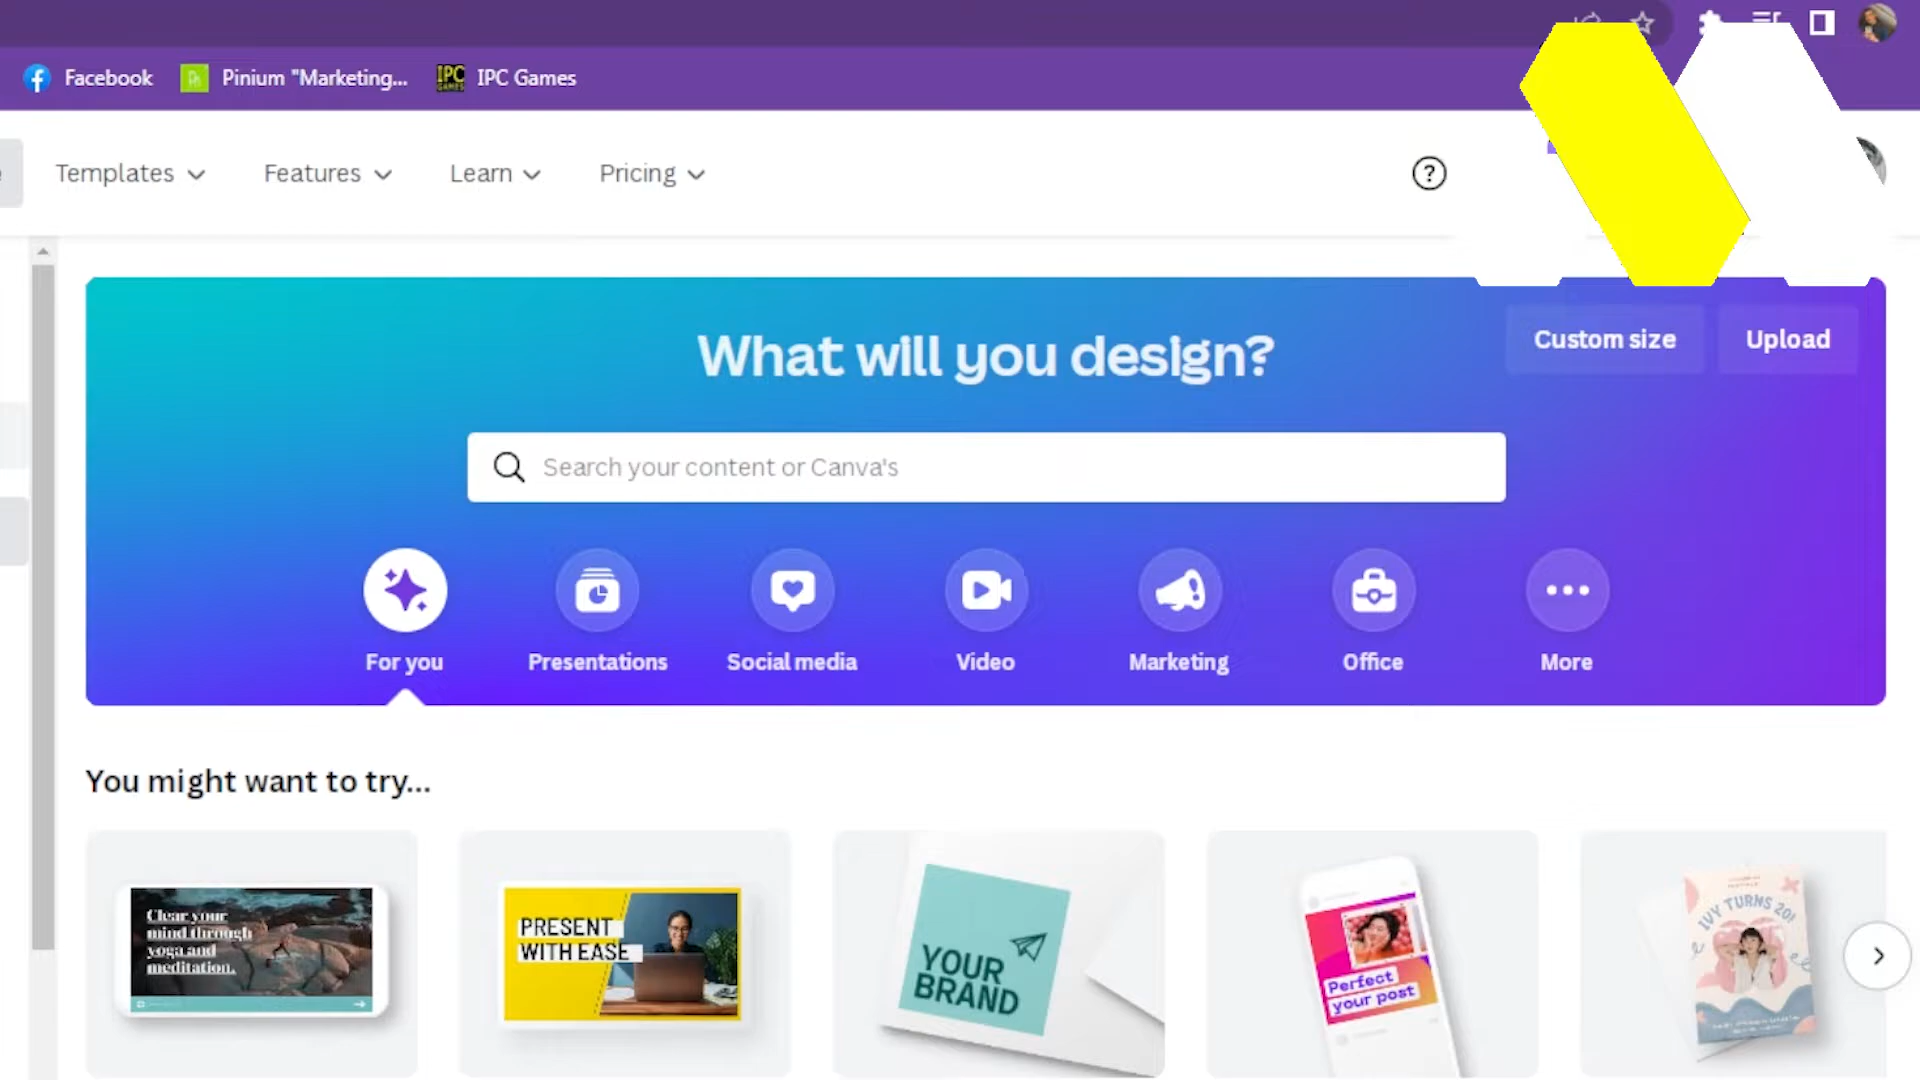 Facebook
Pinium "Marketing...
IPC GAMES
IPC Games
Templates
Features
Learn
Pricing
?
What will you design?
Custom size
Upload
Search your content or Canva's
For you
Presentations
Social media
Video
Marketing
Office
More
You might want to try...
Clear your
mind through
yoga and
meditation.
PRESENT
WITH EASE
YOUR
BRAND
Perfect
your post
IVY TURNS 20!